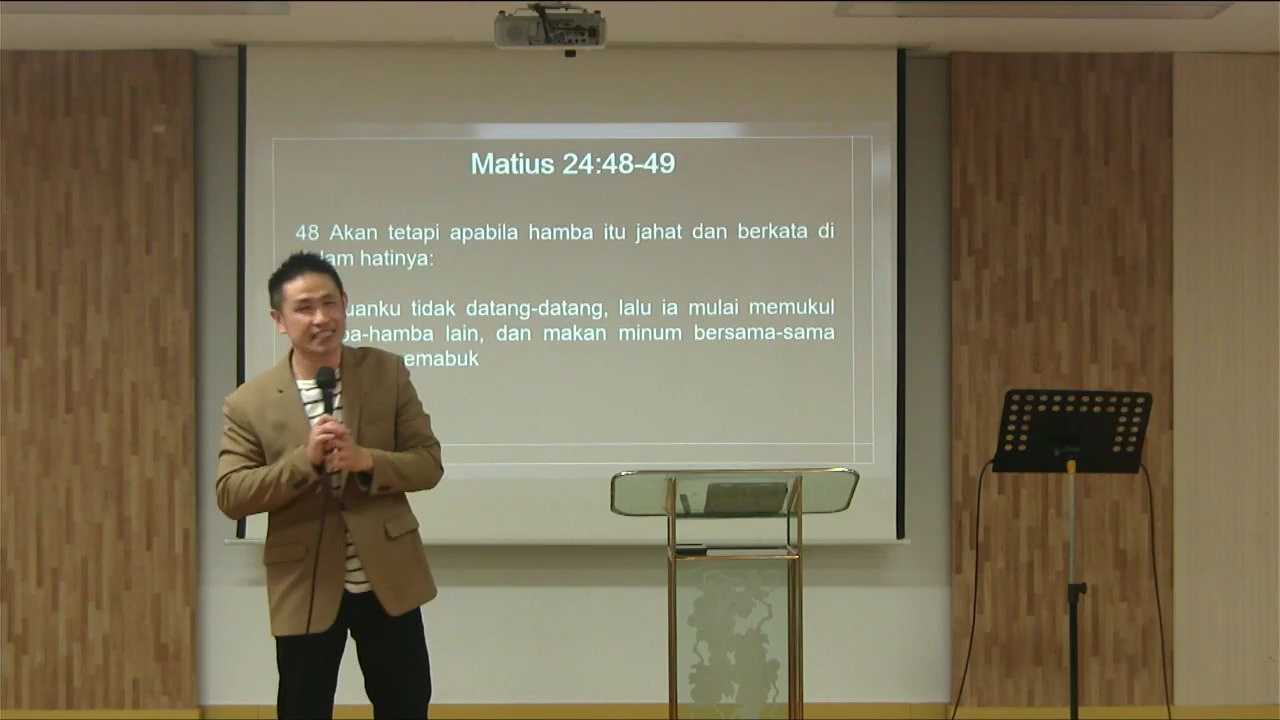 Matius 24:48-49
48 Akan tetapi apabila hamba itu jahat dan berkata di
hatinya:
tidak datang-datang, lalu ia mulai memukul
lain, dan makan minum bersama-sama